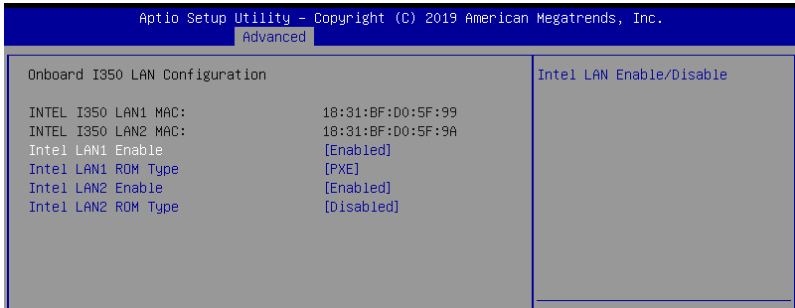 Aptio Setup Utility – Copyright (C) 2019 American Megatrends, Inc.
Advanced
Onboard I350 LAN Configuration
Intel LAN Enable/Disable
INTEL I350 LAN1 MAC: 18:31:BF:D0:5F:99
INTEL I350 LAN2 MAC: 18:31:BF:D0:5F:9A
Intel LAN1 Enable [Enabled]
Intel LAN1 ROM Type [PXE]
Intel LAN2 Enable [Enabled]
Intel LAN2 ROM Type [Disabled]